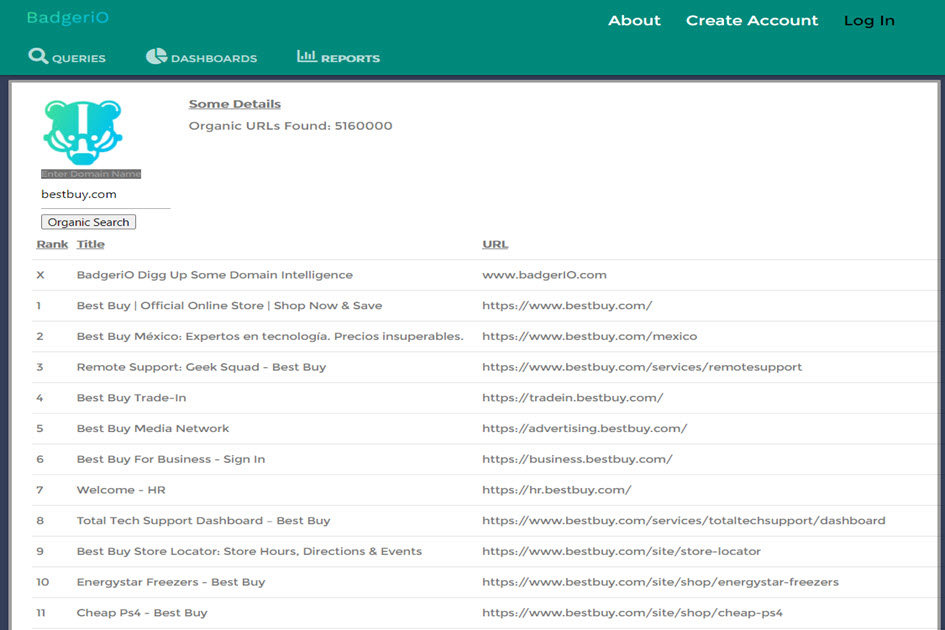 BadgeriO
About Create Account Log In
QUERIES DASHBOARDS REPORTS
Some Details
Organic URLs Found: 5160000
Enter Domain Name
bestbuy.com
Organic Search
Rank Title URL
X BadgeriO Digg Up Some Domain Intelligence www.badgerIO.com
1 Best Buy | Official Online Store | Shop Now & Save https://www.bestbuy.com/
2 Best Buy México: Expertos en tecnología. Precios insuperables. https://www.bestbuy.com/mexico
3 Remote Support: Geek Squad - Best Buy https://www.bestbuy.com/services/remotesupport
4 Best Buy Trade-In https://tradein.bestbuy.com/
5 Best Buy Media Network https://advertising.bestbuy.com/
6 Best Buy For Business - Sign In https://business.bestbuy.com/
7 Welcome - HR https://hr.bestbuy.com/
8 Total Tech Support Dashboard – Best Buy https://www.bestbuy.com/services/totaltechsupport/dashboard
9 Best Buy Store Locator: Store Hours, Directions & Events https://www.bestbuy.com/site/store-locator
10 Energystar Freezers - Best Buy https://www.bestbuy.com/site/shop/energystar-freezers
11 Cheap Ps4 - Best Buy https://www.bestbuy.com/site/shop/cheap-ps4